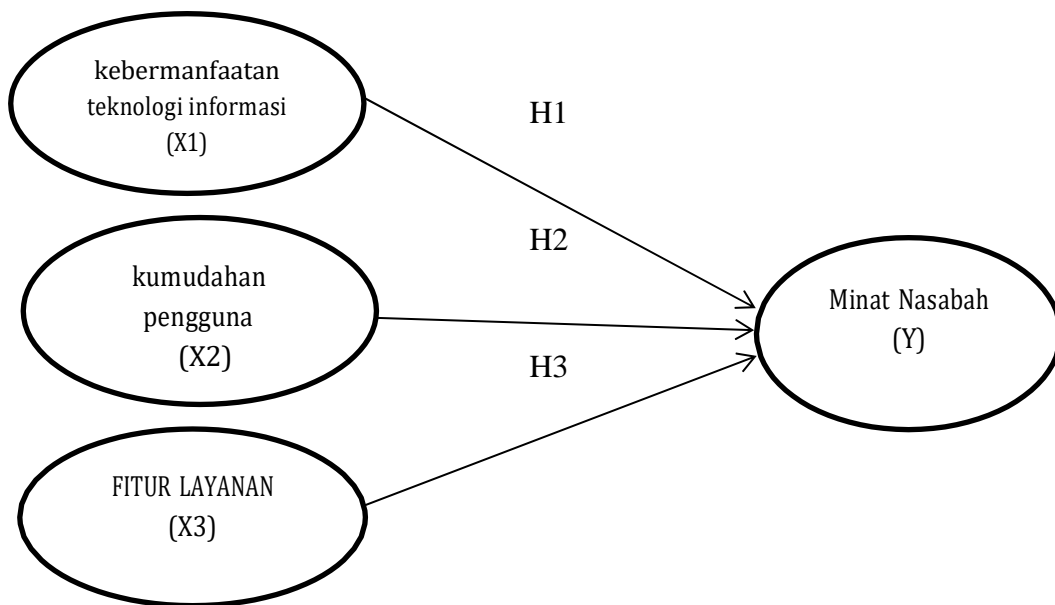 kebermanfaatan
teknologi informasi
(X1)
H1
H2
kumudahan
pengguna
(X2)
Minat Nasabah
(Y)
H3
FITUR LAYANAN
(X3)